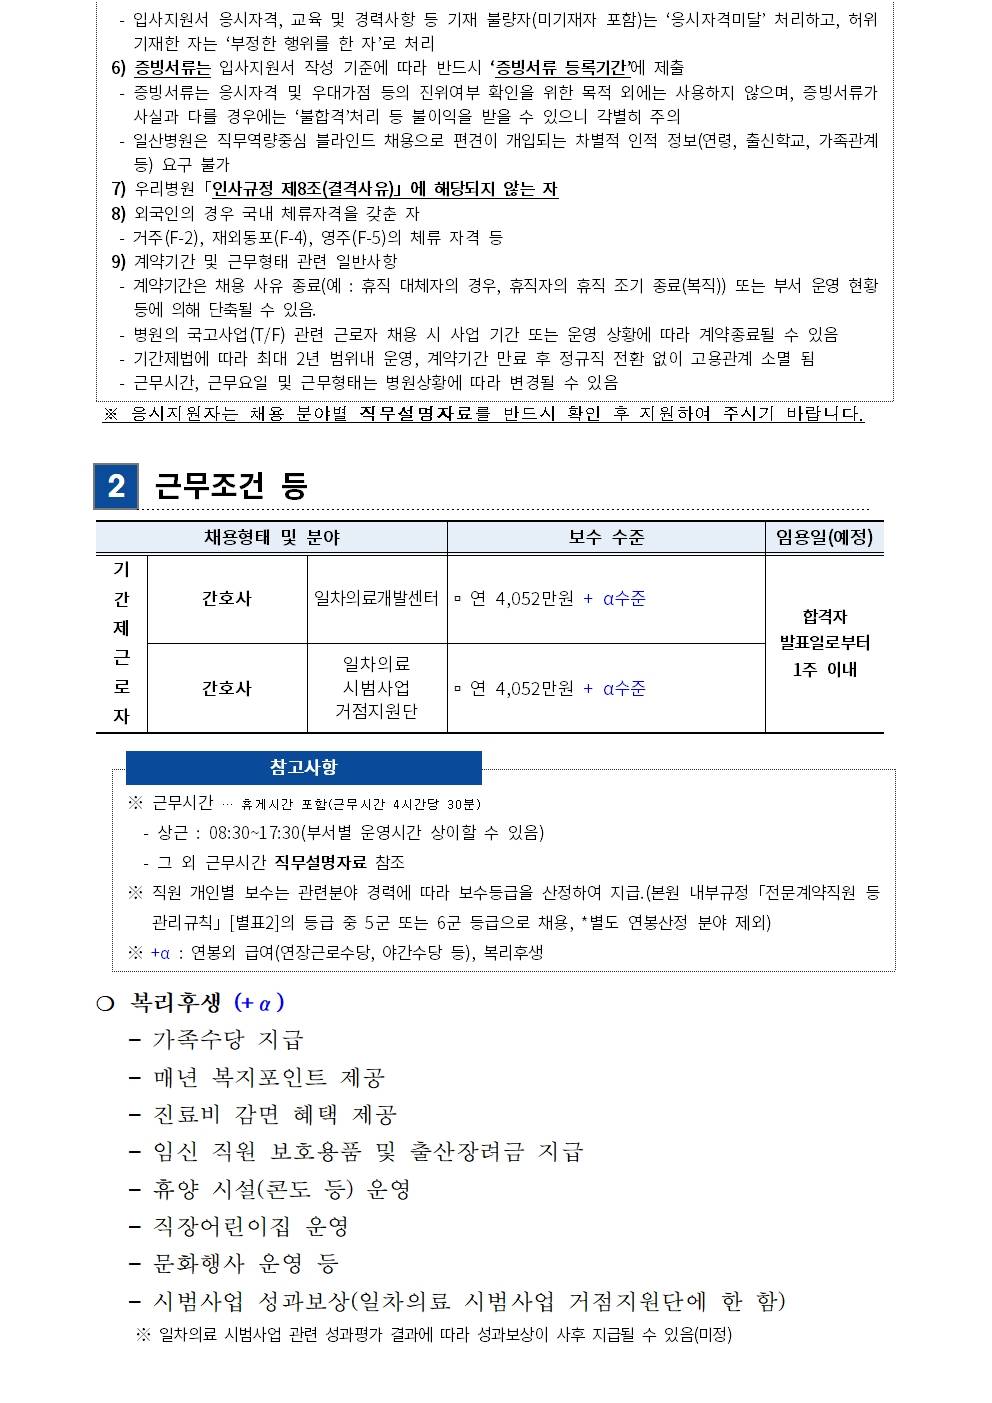 - 입사지원서 응시자격, 교육 및 경력사항 등 기재 불량자(미기재자 포함)는 ‘응시자격미달’ 처리하고, 허위
기재한 자는 ‘부정한 행위를 한 자’로 처리
6) 증빙서류는 입사지원서 작성 기준에 따라 반드시 ‘증빙서류 등록기간’에 제출
- 증빙서류는 응시자격 및 우대가점 등의 진위여부 확인을 위한 목적 외에는 사용하지 않으며, 증빙서류가
사실과 다를 경우에는 ‘불합격’처리 등 불이익을 받을 수 있으니 각별히 주의
- 일산병원은 직무역량중심 블라인드 채용으로 편견이 개입되는 차별적 인적 정보(연령, 출신학교, 가족관계
등) 요구 불가
7) 우리병원「인사규정 제8조(결격사유)」에 해당되지 않는 자
8) 외국인의 경우 국내 체류자격을 갖춘 자
- 거주(F-2), 재외동포(F-4), 영주(F-5)의 체류 자격 등
9) 계약기간 및 근무형태 관련 일반사항
- 계약기간은 채용 사유 종료(예 : 휴직 대체자의 경우, 휴직자의 휴직 조기 종료(복직)) 또는 부서 운영 현황
등에 의해 단축될 수 있음.
- 병원의 국고사업(T/F) 관련 근로자 채용 시 사업 기간 또는 운영 상황에 따라 계약종료될 수 있음
- 기간제법에 따라 최대 2년 범위내 운영, 계약기간 만료 후 정규직 전환 없이 고용관계 소멸 됨
- 근무시간, 근무요일 및 근무형태는 병원상황에 따라 변경될 수 있음
※ 응시지원자는 채용 분야별 직무설명자료를 반드시 확인 후 지원하여 주시기 바랍니다.
2 근무조건 등
채용형태 및 분야 보수 수준 임용일(예정)
기간제근로자
간호사 일차의료개발센터 ▫ 연 4,052만원 + α수준
합격자
발표일로부터
1주 이내
간호사
일차의료
시범사업
거점지원단
▫ 연 4,052만원 + α수준
참고사항
※ 근무시간 … 휴게시간 포함(근무시간 4시간당 30분)
- 상근 : 08:30~17:30(부서별 운영시간 상이할 수 있음)
- 그 외 근무시간 직무설명자료 참조
※ 직원 개인별 보수는 관련분야 경력에 따라 보수등급을 산정하여 지급.(본원 내부규정「전문계약직원 등
관리규칙」[별표2]의 등급 중 5군 또는 6군 등급으로 채용, *별도 연봉산정 분야 제외)
※ +α : 연봉외 급여(연장근로수당, 야간수당 등), 복리후생
❍ 복리후생 (+α)
– 가족수당 지급
– 매년 복지포인트 제공
– 진료비 감면 혜택 제공
– 임신 직원 보호용품 및 출산장려금 지급
– 휴양 시설(콘도 등) 운영
– 직장어린이집 운영
– 문화행사 운영 등
– 시범사업 성과보상(일차의료 시범사업 거점지원단에 한 함)
※ 일차의료 시범사업 관련 성과평가 결과에 따라 성과보상이 사후 지급될 수 있음(미정)